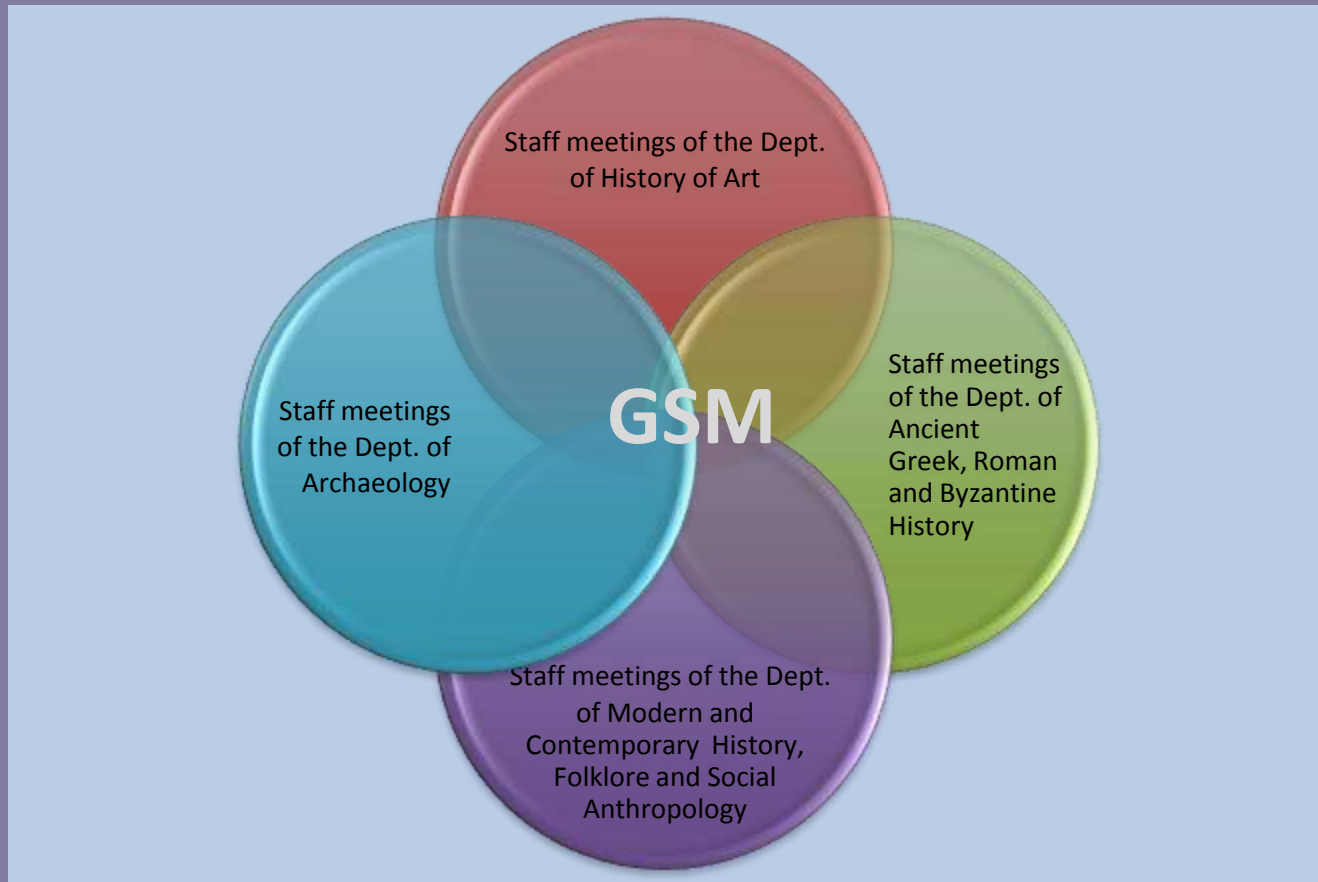 Staff meetings of the Dept.
of History of Art
Staff meetings
of the Dept. of
Archaeology
GSM
Staff meetings
of the Dept. of
Ancient
Greek, Roman
and Byzantine
History
Staff meetings of the Dept.
of Modern and
Contemporary History,
Folklore and Social
Anthropology